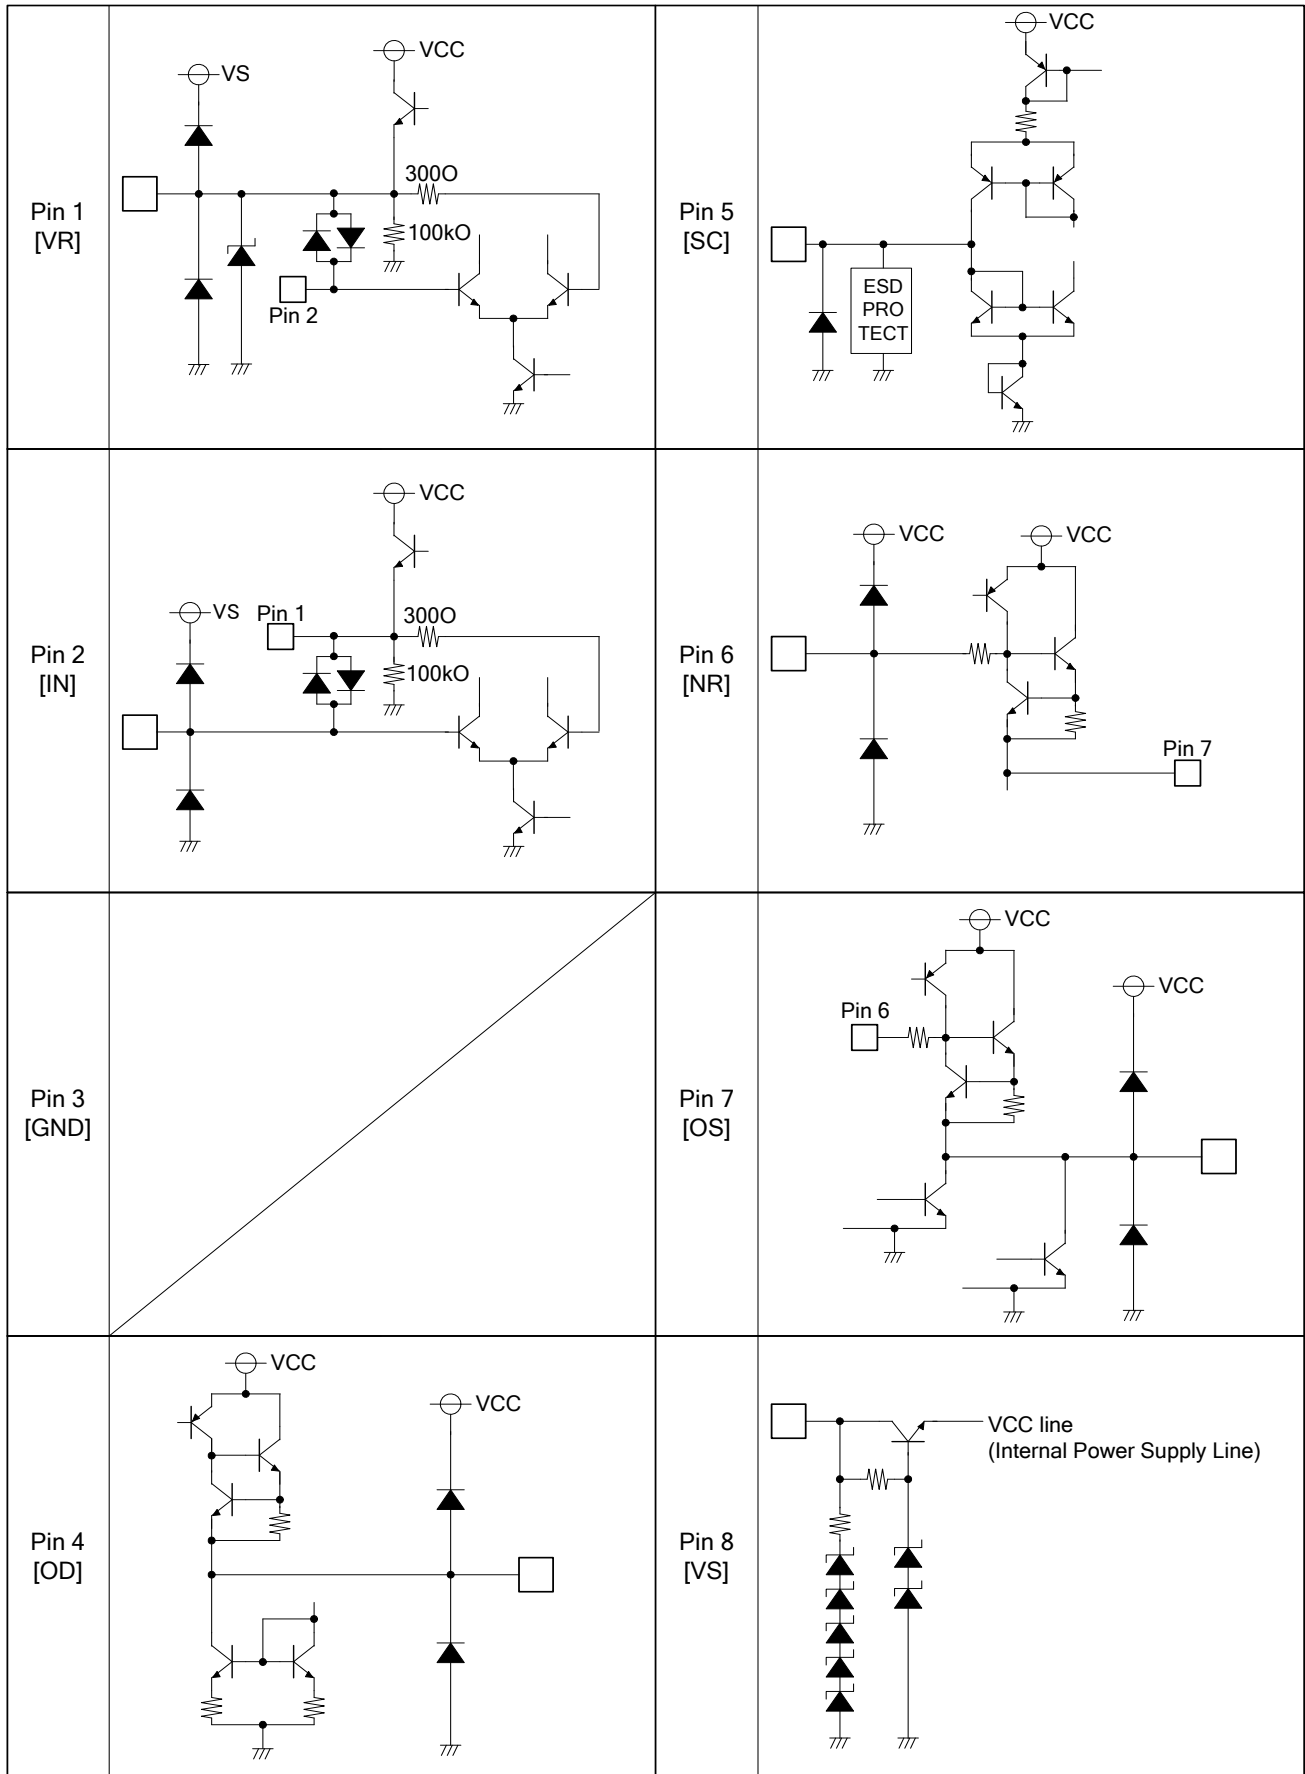 Pin 1
[VR]
VS
VCC
300O
100kO
Pin 2
Pin 5
[SC]
VCC
ESD
PRO
TECT
Pin 2
[IN]
VCC
VS
Pin 1
300O
100kO
Pin 6
[NR]
VCC
VCC
Pin 7
Pin 3
[GND]
Pin 7
[OS]
VCC
VCC
Pin 6
Pin 4
[OD]
VCC
VCC
Pin 8
[VS]
VCC line
(Internal Power Supply Line)